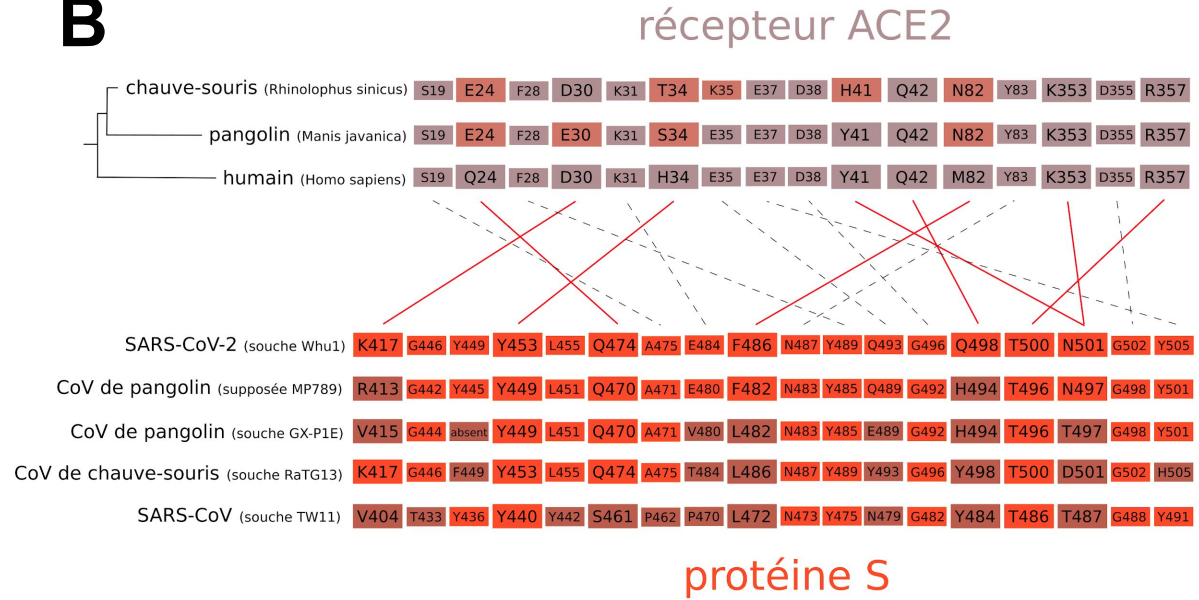 B
récepteur ACE2
chauve-souris (Rhinolophus sinicus) S19 E24 F28 D30 K31 T34 K35 E37 D38 H41 Q42 N82 Y83 K353 D355 R357
pangolin (Manis javanica) S19 E24 F28 E30 K31 S34 E35 E37 D38 Y41 Q42 N82 Y83 K353 D355 R357
humain (Homo sapiens) S19 Q24 F28 D30 K31 H34 E35 E37 D38 Y41 Q42 M82 Y83 K353 D355 R357
SARS-CoV-2 (souche Whu1) K417 G446 Y449 Y453 L455 Q474 A475 E484 F486 N487 Y489 Q493 G496 Q498 T500 N501 G502 Y505
CoV de pangolin (supposée MP789) R413 G442 Y445 Y449 L451 Q470 A471 E480 F482 N483 Y485 Q489 G492 H494 T496 N497 G498 Y501
CoV de pangolin (souche GX-P1E) V415 G444 absent Y449 L451 Q470 A471 V480 L482 N483 Y485 E489 G492 H494 T496 T497 G498 Y501
CoV de chauve-souris (souche RaTG13) K417 G446 F449 Y453 L455 Q474 A475 T484 L486 N487 Y489 Y493 G496 Y498 T500 D501 G502 H505
SARS-CoV (souche TW11) V404 T433 Y436 Y440 Y442 S461 P462 P470 L472 N473 Y475 N479 G482 Y484 T486 T487 G488 Y491
protéine S